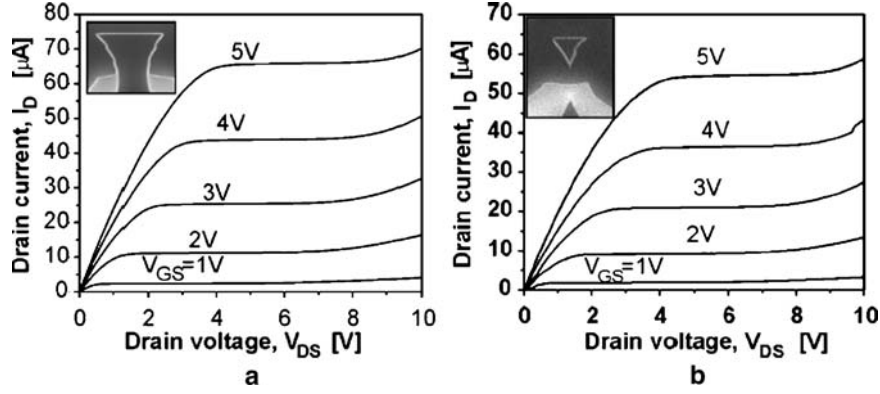 80
70
60
50
40
30
20
10
0
Drain current, I_D [µA]
5V
4V
3V
2V
V_GS=1V
0 2 4 6 8 10
Drain voltage, V_DS [V]
a
70
60
50
40
30
20
10
0
Drain current, I_D [µA]
5V
4V
3V
2V
V_GS=1V
0 2 4 6 8 10
Drain voltage, V_DS [V]
b